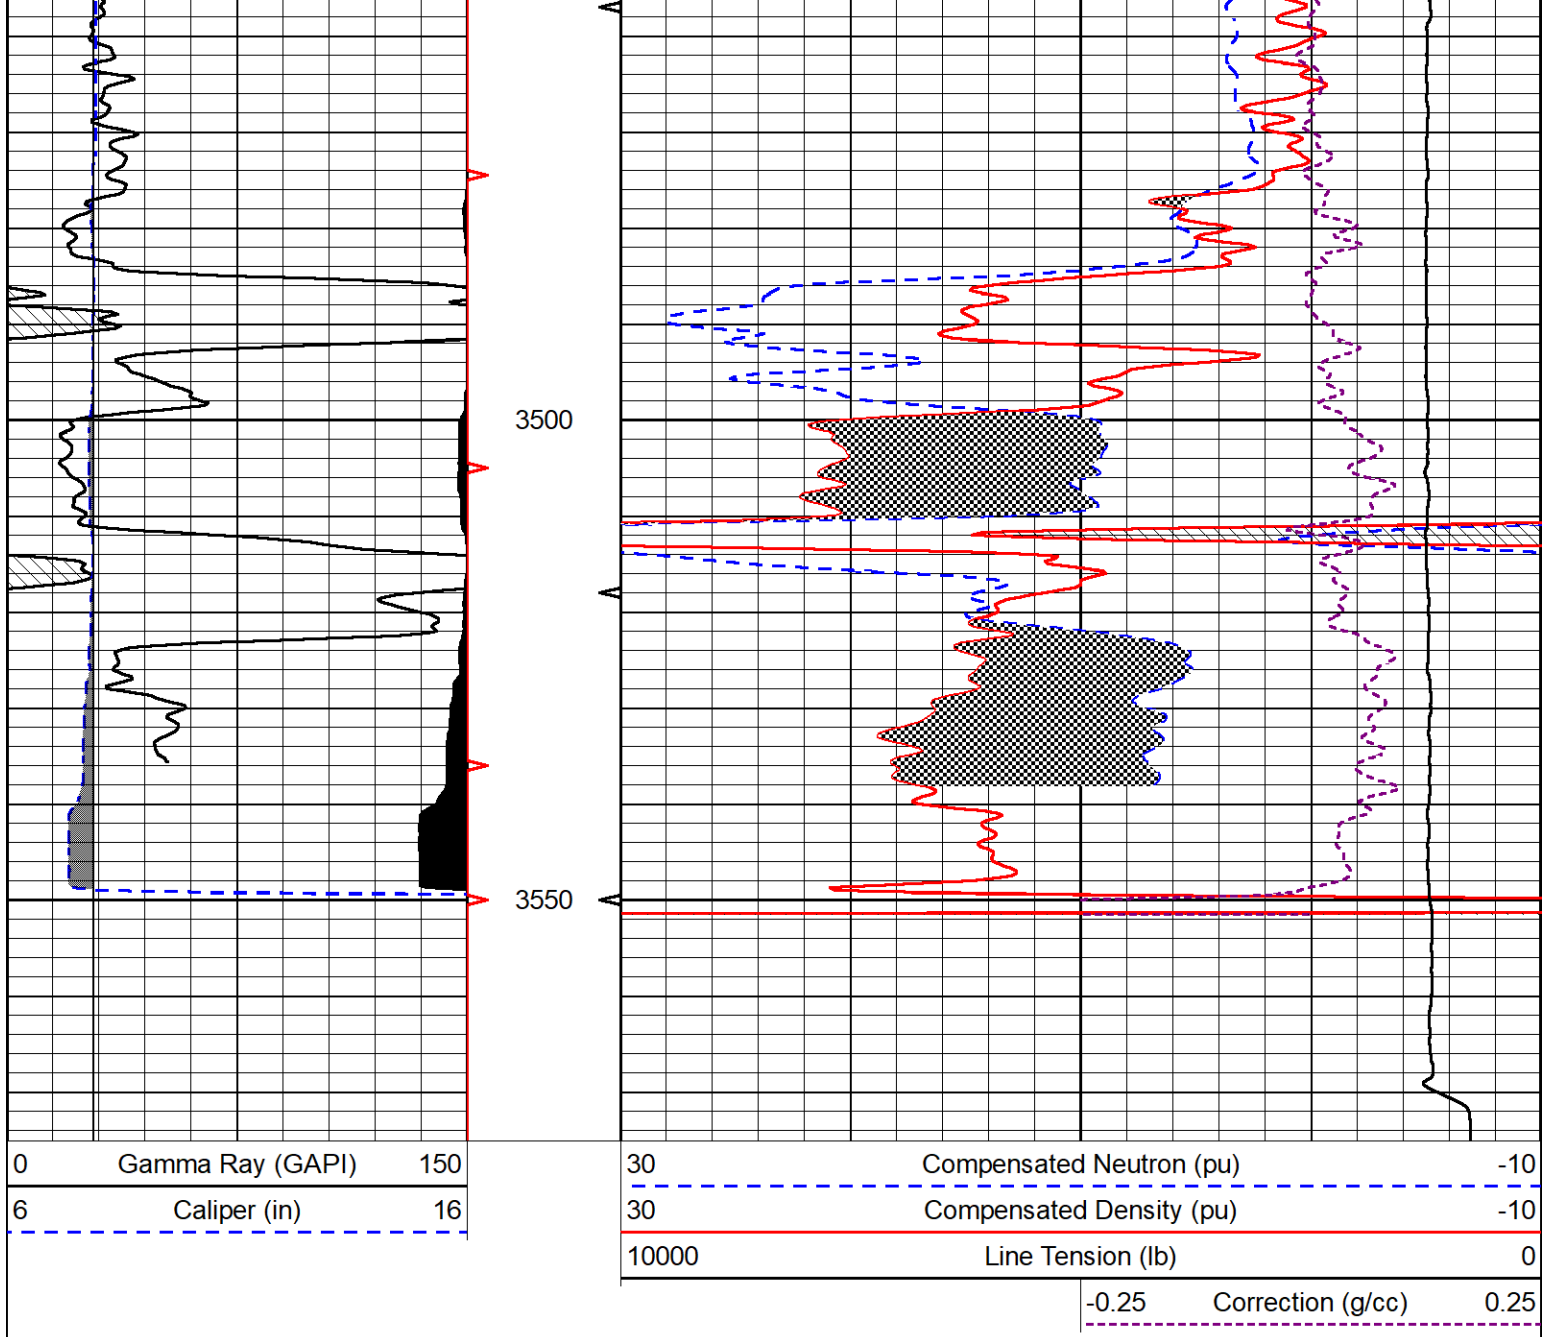 3500
3550
0 Gamma Ray (GAPI) 150
6 Caliper (in) 16
30 Compensated Neutron (pu) -10
30 Compensated Density (pu) -10
10000 Line Tension (lb) 0
-0.25 Correction (g/cc) 0.25